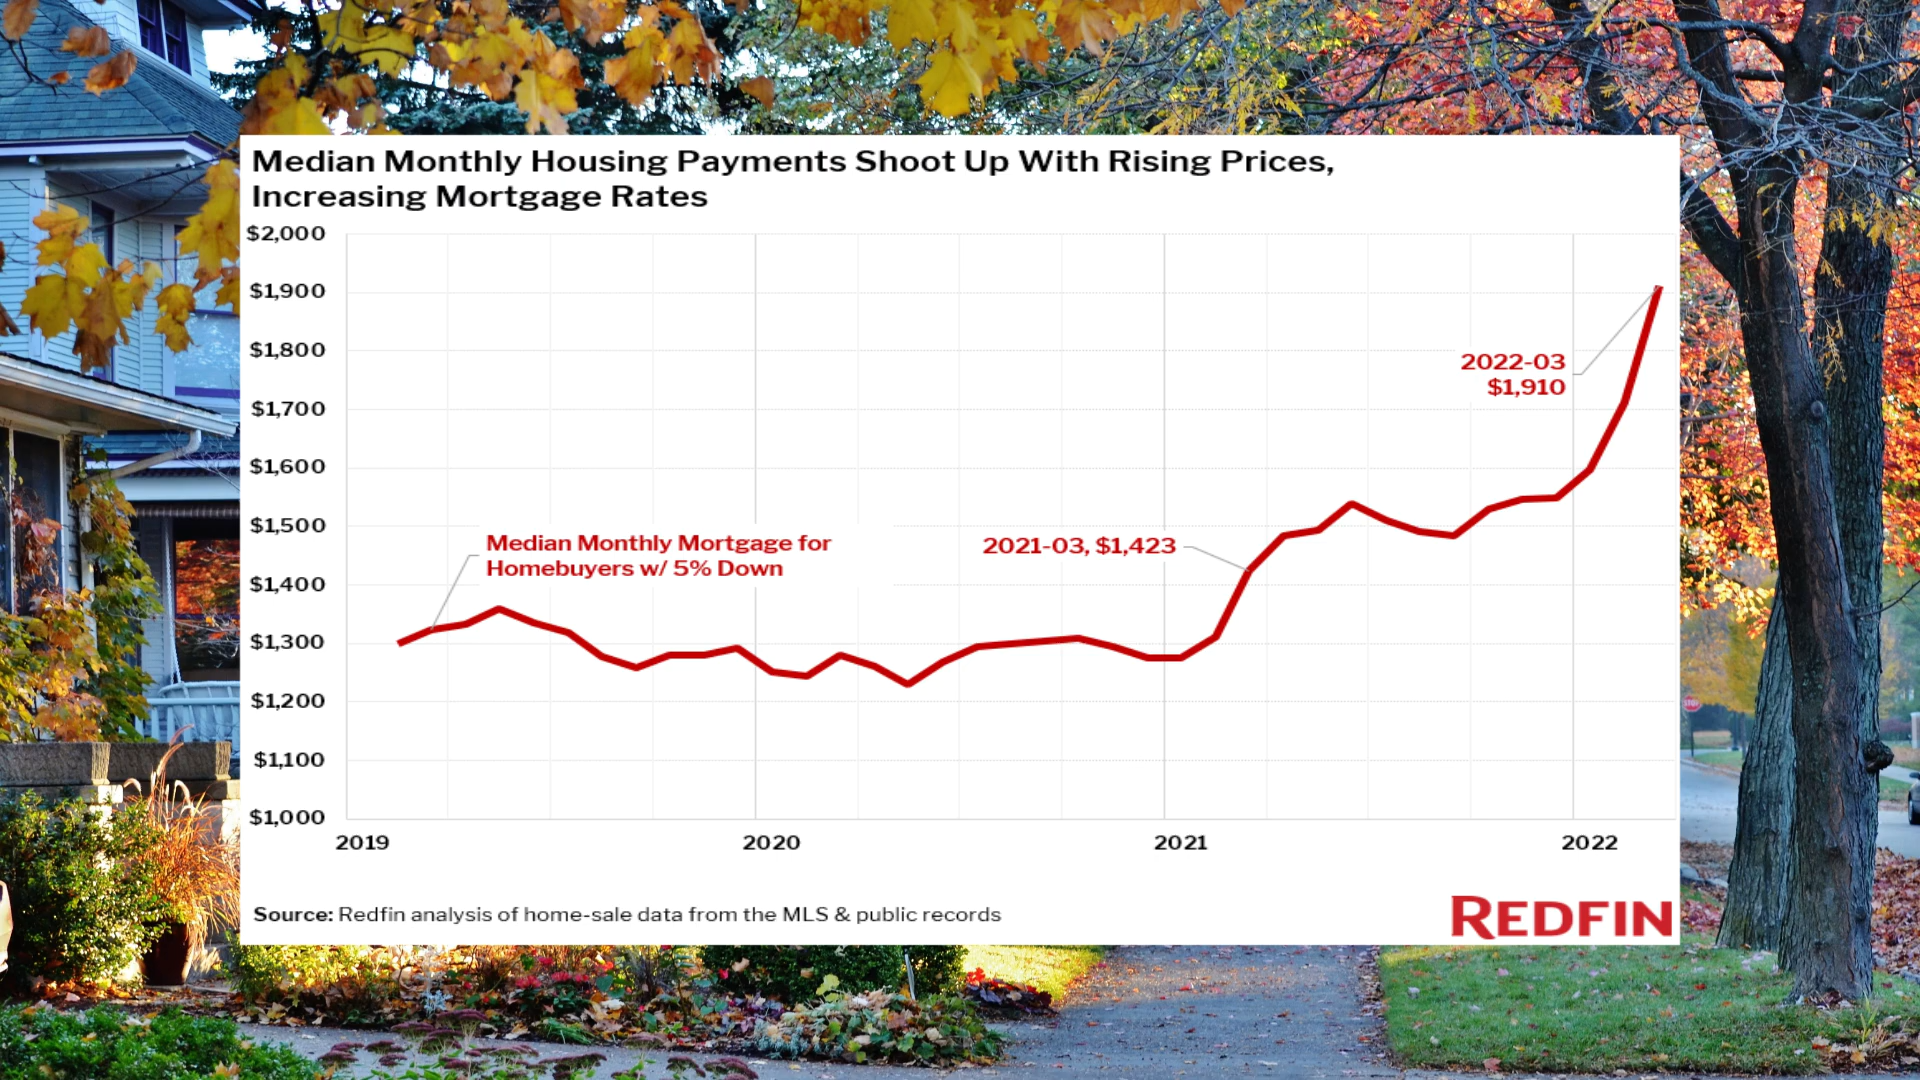 Median Monthly Housing Payments Shoot Up With Rising Prices,
Increasing Mortgage Rates
$2,000
$1,900
$1,800
$1,700
$1,600
$1,500
$1,400
$1,300
$1,200
$1,100
$1,000
2022-03
$1,910
Median Monthly Mortgage for
Homebuyers w/ 5% Down
2021-03, $1,423
2019
2020
2021
2022
Source: Redfin analysis of home-sale data from the MLS & public records
REDFIN
STOP